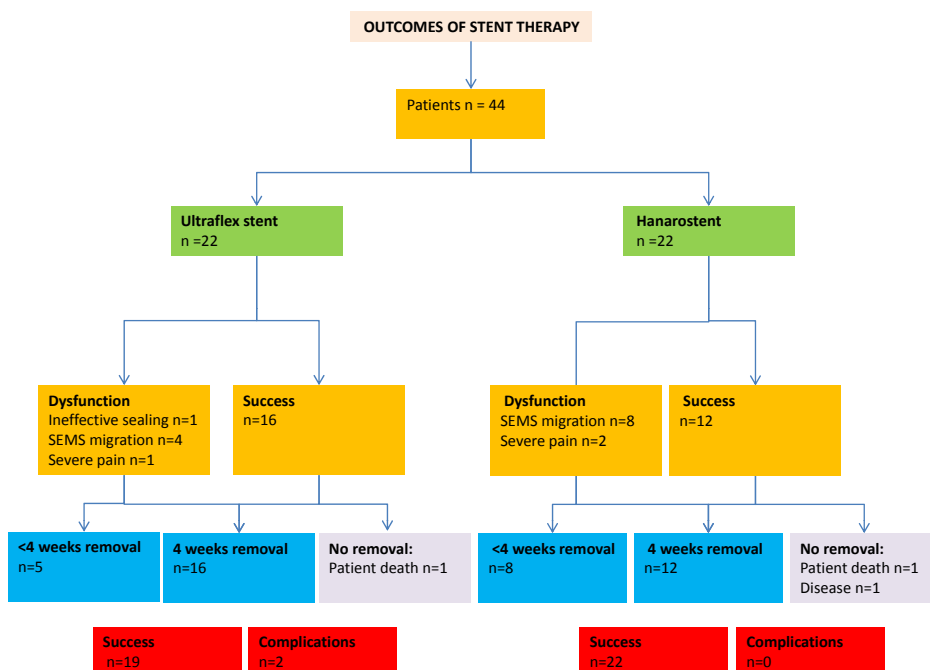 OUTCOMES OF STENT THERAPY
Patients n = 44
Ultraflex stent
n =22
Hanarostent
n =22
Dysfunction
Ineffective sealing n=1
SEMS migration n=4
Severe pain n=1
Success
n=16
Dysfunction
SEMS migration n=8
Severe pain n=2
Success
n=12
<4 weeks removal
n=5
4 weeks removal
n=16
No removal:
Patient death n=1
<4 weeks removal
n=8
4 weeks removal
n=12
No removal:
Patient death n=1
Disease n=1
Success
n=19
Complications
n=2
Success
n=22
Complications
n=0